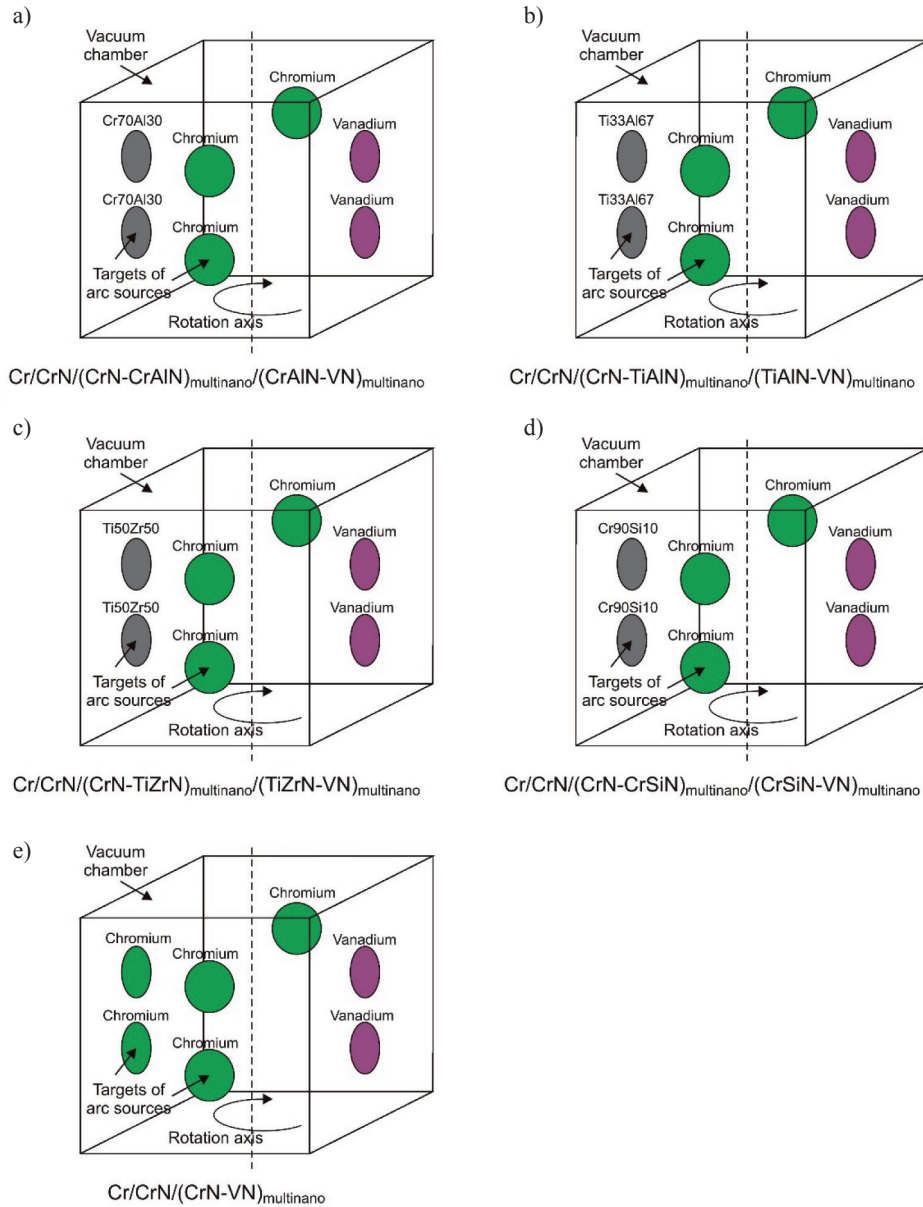 a)
Vacuum
chamber
Chromium
Cr70Al30
Chromium
Vanadium
Cr70Al30
Vanadium
Chromium
Targets of
arc sources
Rotation axis
Cr/CrN/(CrN-CrAlN)multinano/(CrAlN-VN)multinano
b)
Vacuum
chamber
Chromium
Ti33Al67
Chromium
Vanadium
Ti33Al67
Vanadium
Chromium
Targets of
arc sources
Rotation axis
Cr/CrN/(CrN-TiAlN)multinano/(TiAlN-VN)multinano
c)
Vacuum
chamber
Chromium
Ti50Zr50
Chromium
Vanadium
Ti50Zr50
Vanadium
Chromium
Targets of
arc sources
Rotation axis
Cr/CrN/(CrN-TiZrN)multinano/(TiZrN-VN)multinano
d)
Vacuum
chamber
Chromium
Cr90Si10
Chromium
Vanadium
Cr90Si10
Vanadium
Chromium
Targets of
arc sources
Rotation axis
Cr/CrN/(CrN-CrSiN)multinano/(CrSiN-VN)multinano
e)
Vacuum
chamber
Chromium
Chromium
Chromium
Vanadium
Chromium
Vanadium
Chromium
Targets of
arc sources
Rotation axis
Cr/CrN/(CrN-VN)multinano